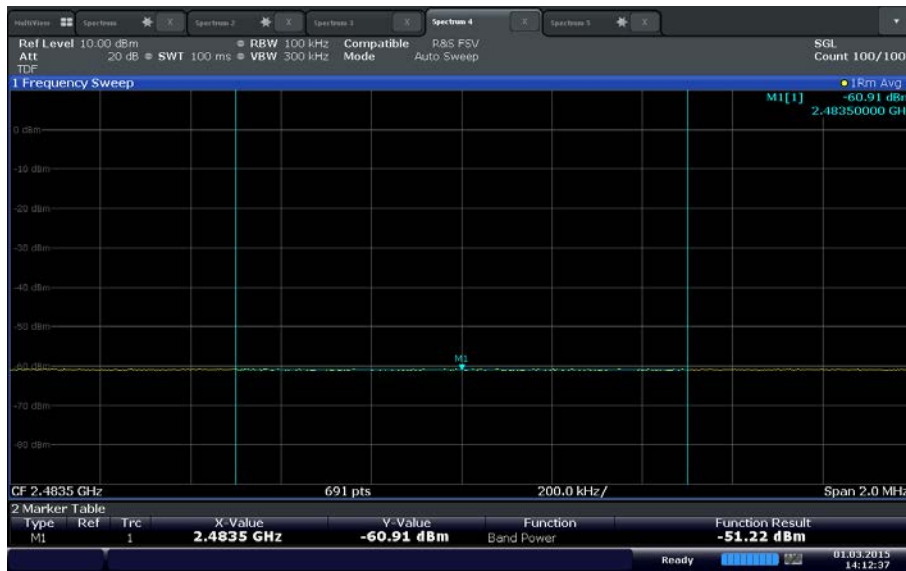 MultiView Spectrum X Spectrum 2 X Spectrum 3 X Spectrum 4 X Spectrum 5 X
Ref Level 10.00 dBm RBW 100 kHz Compatible R&S FSV SGL
Att 20 dB SWT 100 ms VBW 300 kHz Mode Auto Sweep Count 100/100
TDF
1 Frequency Sweep 1Rm Avg
M1[1] -60.91 dBm
2.48350000 GH
0 dBm
-10 dBm
-20 dBm
-30 dBm
-40 dBm
-50 dBm
M1
-60 dBm
-70 dBm
-80 dBm
CF 2.4835 GHz 691 pts 200.0 kHz/ Span 2.0 MHz
2 Marker Table
Type Ref Trc X-Value Y-Value Function Function Result
M1 1 2.4835 GHz -60.91 dBm Band Power -51.22 dBm
Ready 01.03.2015
14:12:37